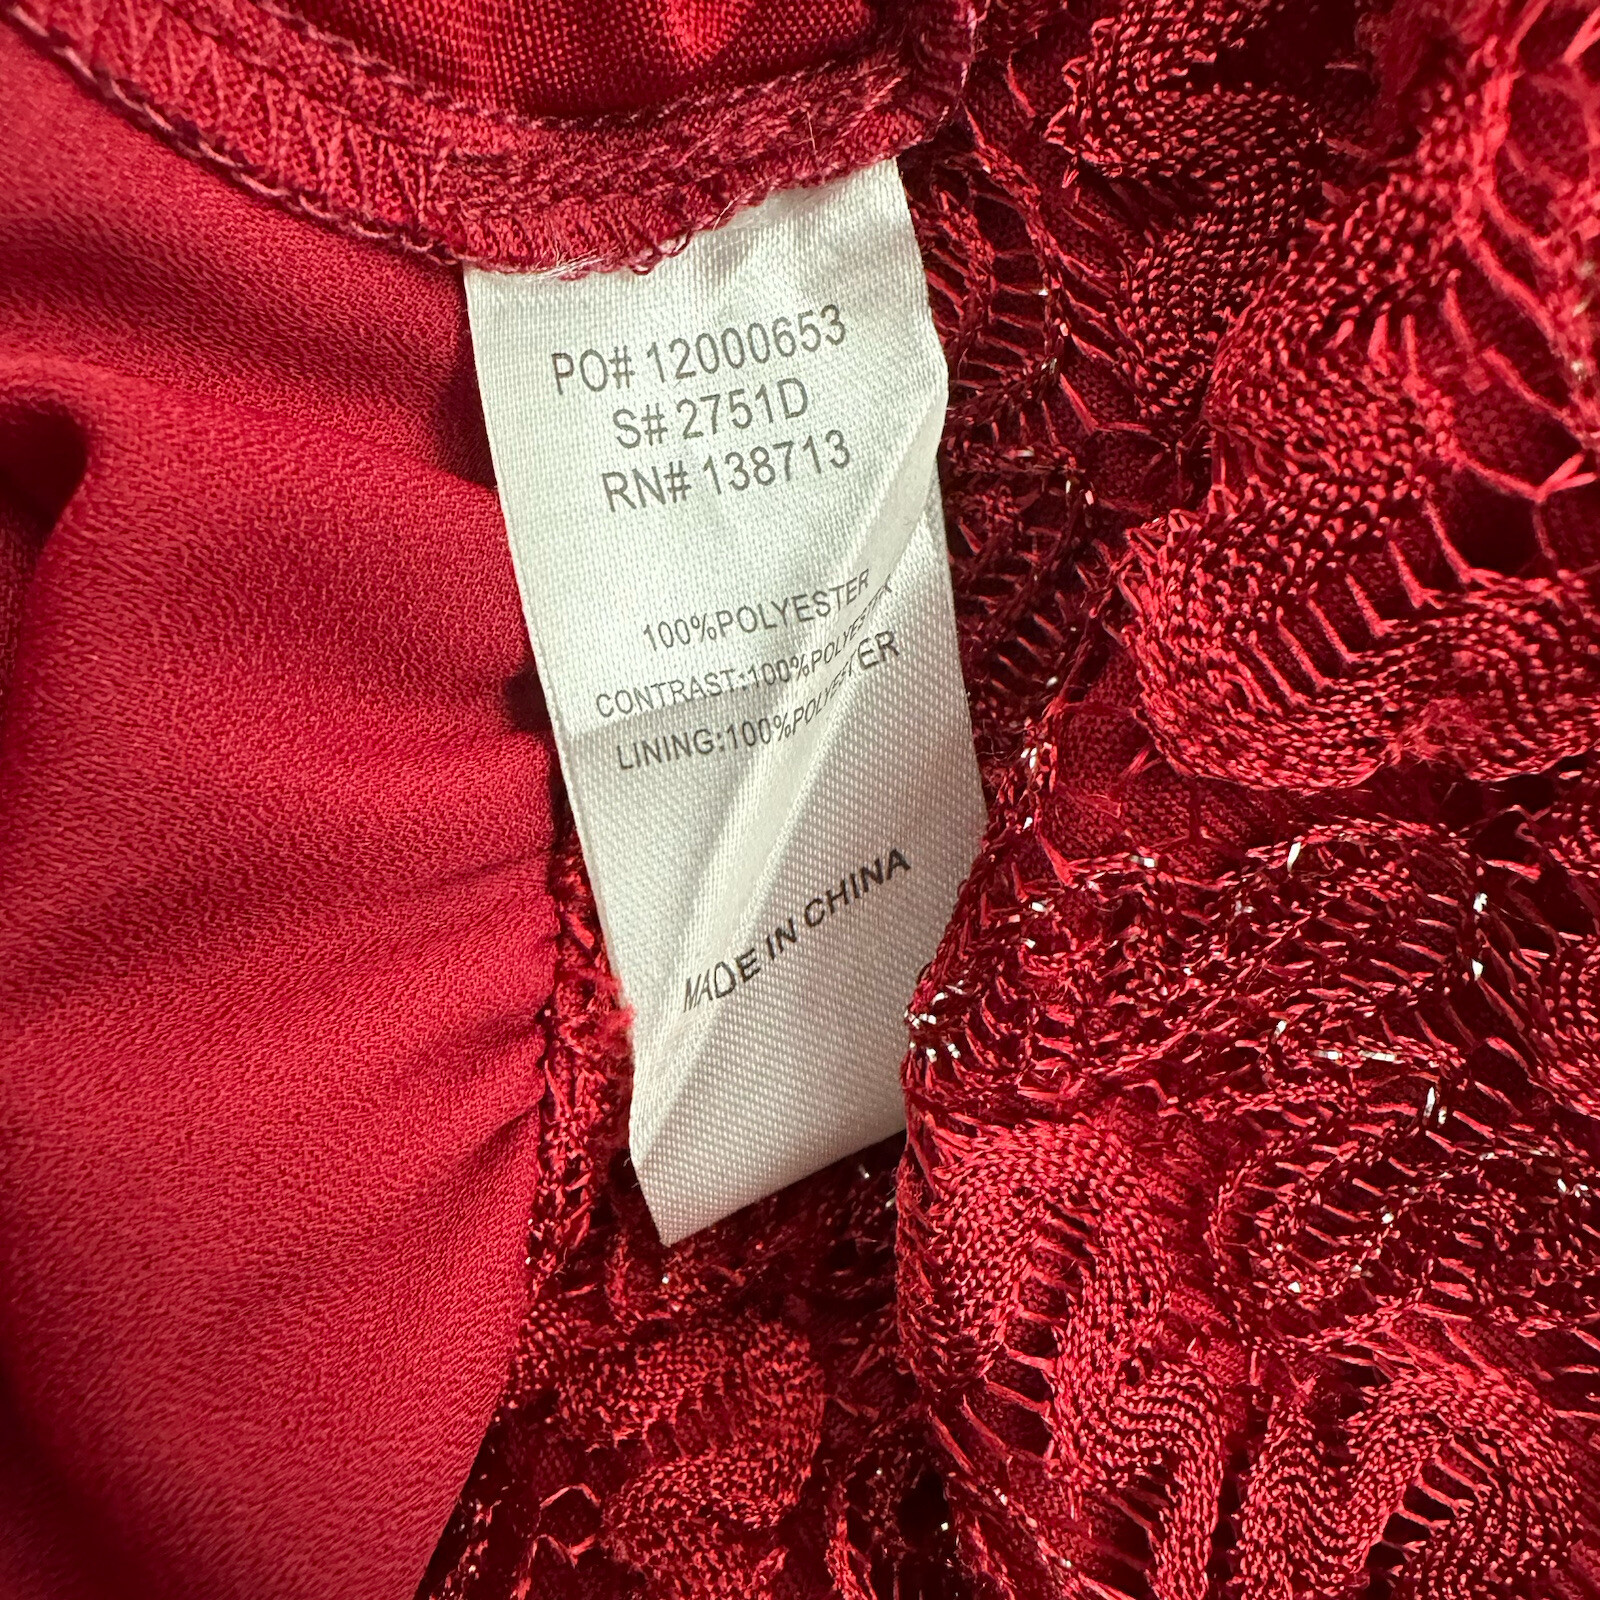 PO# 12000653
S# 2751D
RN# 138713
100%POLYESTER
CONTRAST:100%POLYESTER
LINING:100%POLYESTER
MADE IN CHINA